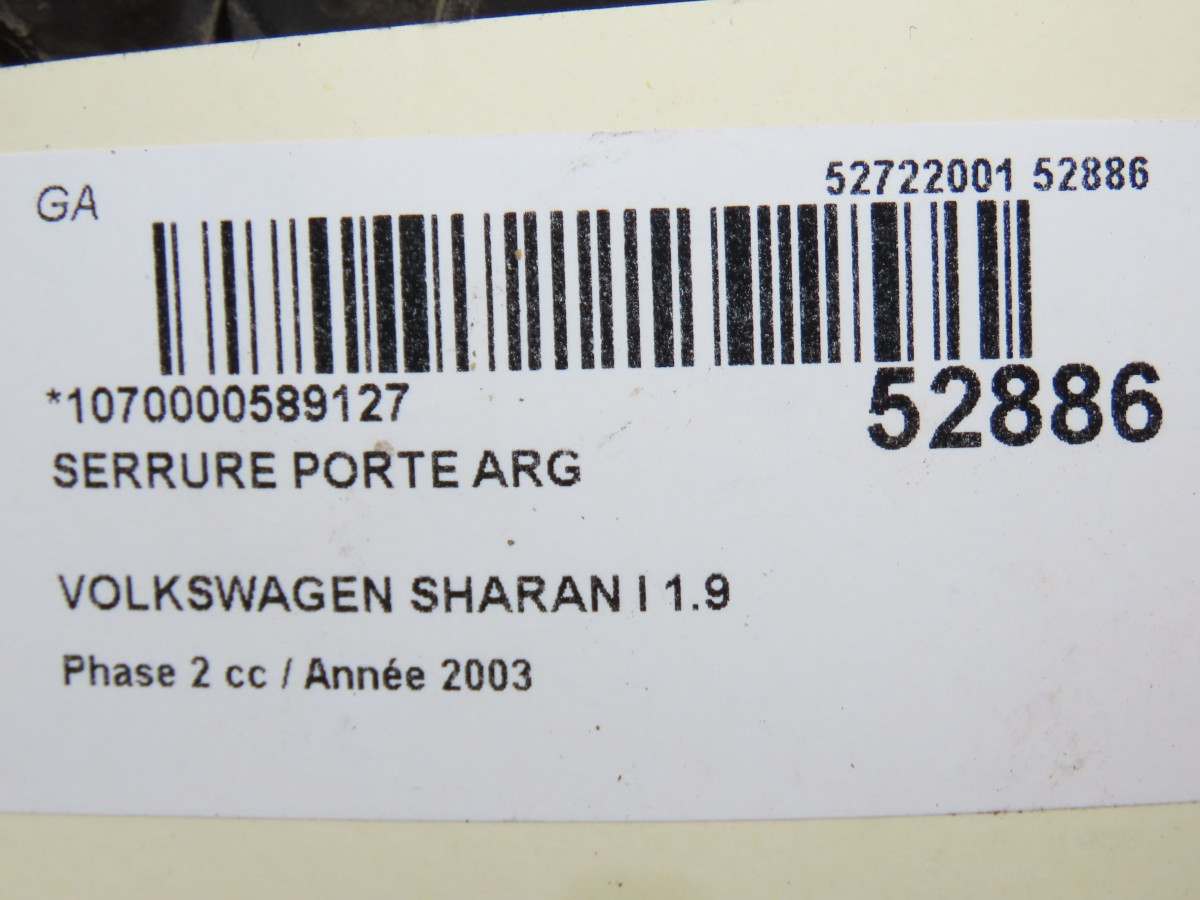 GA
52722001 52886
*1070000589127
52886
SERRURE PORTE ARG
VOLKSWAGEN SHARAN I 1.9
Phase 2 cc / Année 2003